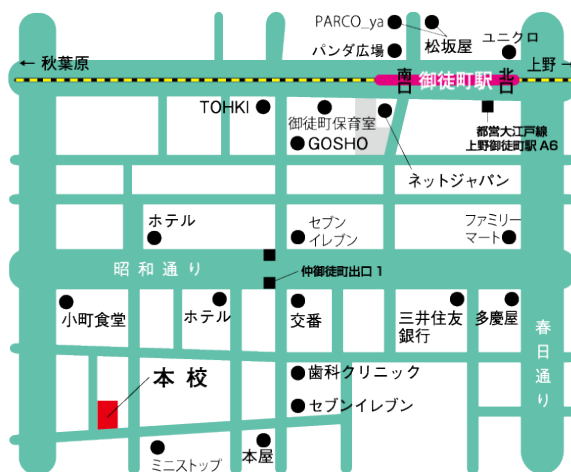 PARCO_ya
松坂屋
パンダ広場
ユニクロ
← 秋葉原
上野 →
南口
御徒町駅
北口
TOHKI
御徒町保育室
GOSHO
ネットジャパン
都営大江戸線
上野御徒町駅 A6
ホテル
セブン
イレブン
ファミリー
マート
昭和通り
仲御徒町出口 1
小町食堂
ホテル
交番
三井住友
銀行
多慶屋
春日通り
本校
歯科クリニック
セブンイレブン
ミニストップ
本屋